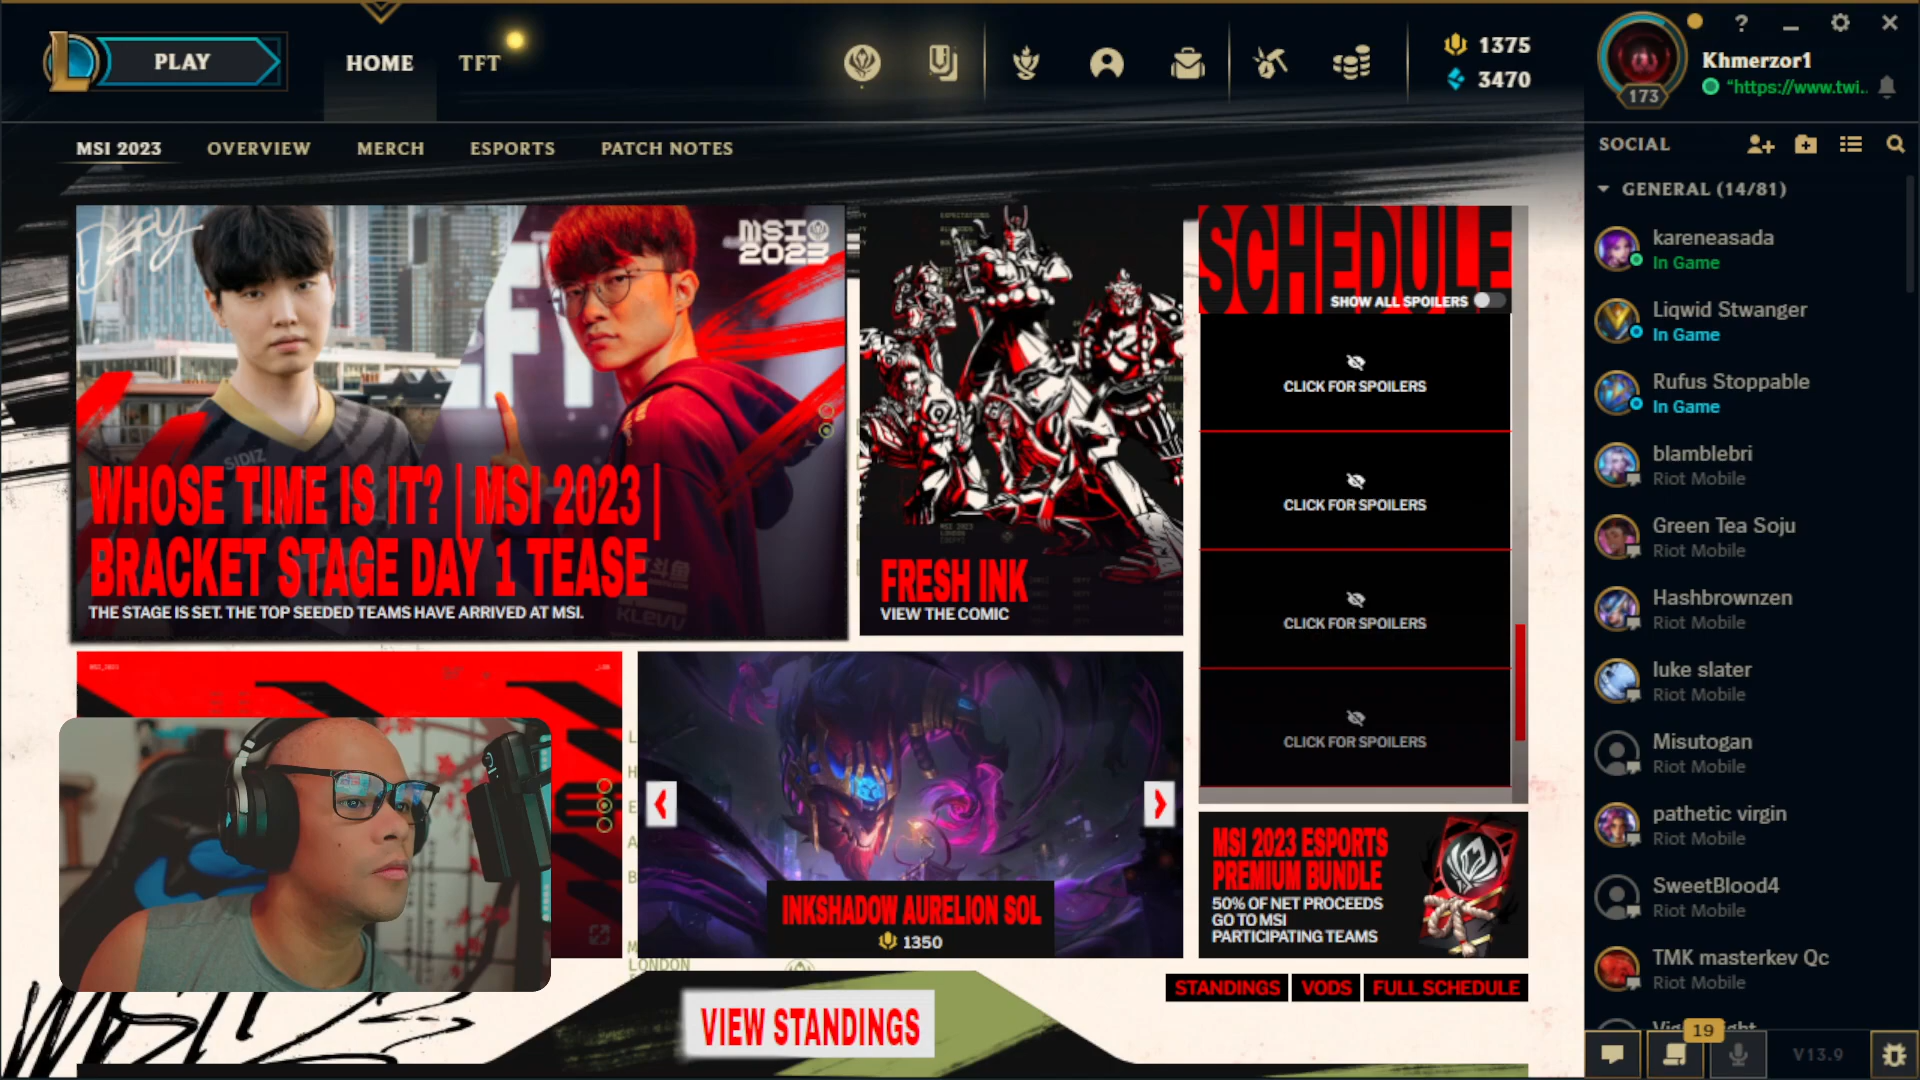 PLAY
HOME
TFT
1375
3470
Khmerzor1
"https://www.twi..
173
MSI 2023
OVERVIEW
MERCH
ESPORTS
PATCH NOTES
SOCIAL
GENERAL (14/81)
kareneasada
In Game
Liqwid Stwanger
In Game
Rufus Stoppable
In Game
blamblebri
Riot Mobile
Green Tea Soju
Riot Mobile
Hashbrownzen
Riot Mobile
luke slater
Riot Mobile
Misutogan
Riot Mobile
pathetic virgin
Riot Mobile
SweetBlood4
Riot Mobile
TMK masterkev Qc
Riot Mobile
19
V13.9
DEFY
MSI
2023
SIDIZ
KLEVV
WHOSE TIME IS IT? | MSI 2023 |
BRACKET STAGE DAY 1 TEASE
THE STAGE IS SET. THE TOP SEEDED TEAMS HAVE ARRIVED AT MSI.
FRESH INK
VIEW THE COMIC
SCHEDULE
SHOW ALL SPOILERS
CLICK FOR SPOILERS
CLICK FOR SPOILERS
CLICK FOR SPOILERS
CLICK FOR SPOILERS
INKSHADOW AURELION SOL
1350
MSI 2023 ESPORTS
PREMIUM BUNDLE
50% OF NET PROCEEDS
GO TO MSI
PARTICIPATING TEAMS
LONDON
STANDINGS
VODS
FULL SCHEDULE
VIEW STANDINGS